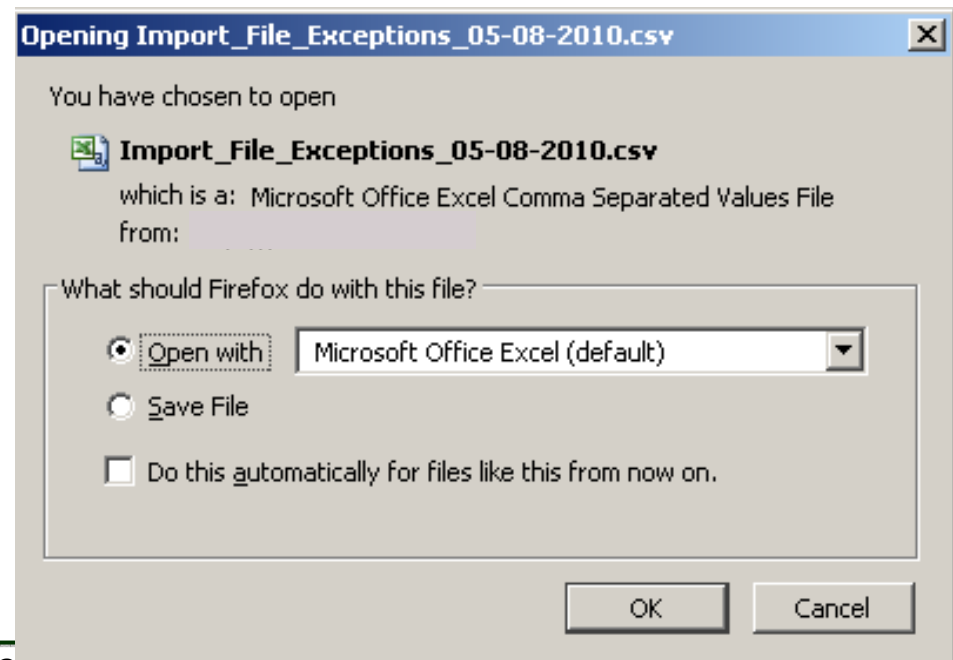 Opening Import_File_Exceptions_05-08-2010.csv
You have chosen to open
Import_File_Exceptions_05-08-2010.csv
which is a: Microsoft Office Excel Comma Separated Values File
from:
What should Firefox do with this file?
Open with Microsoft Office Excel (default)
Save File
Do this automatically for files like this from now on.
OK Cancel